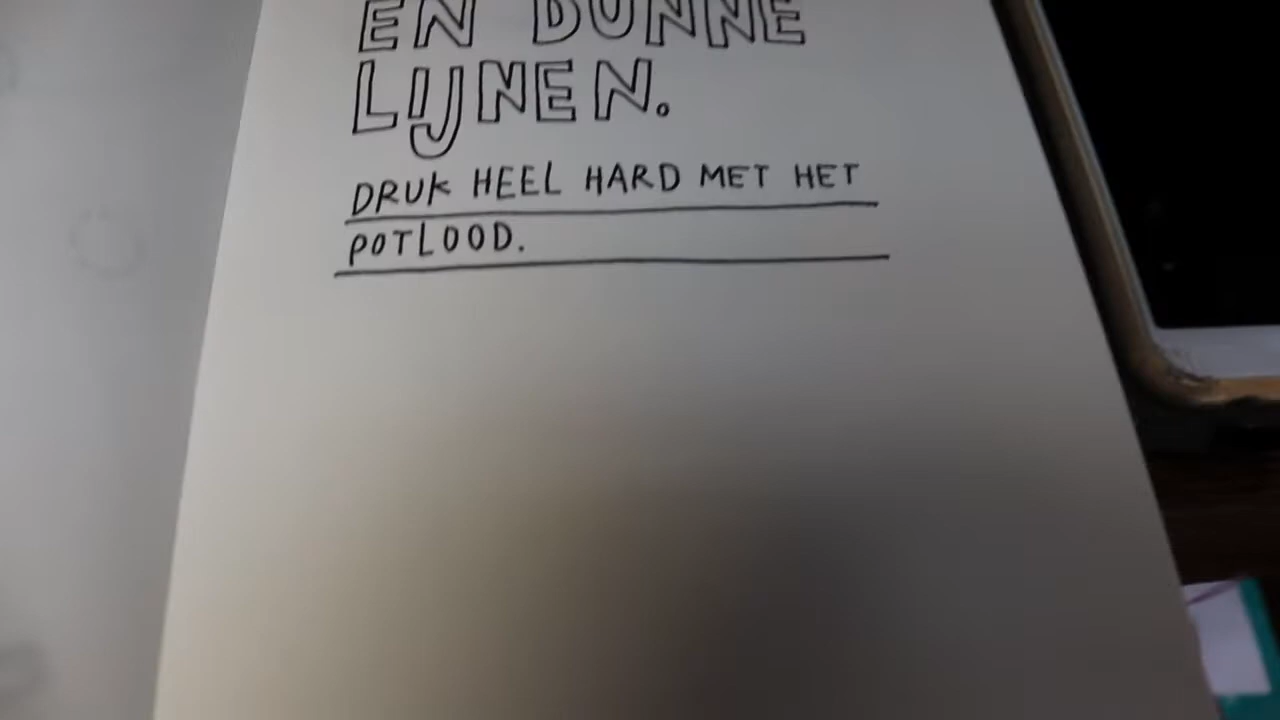 EN DUNNE
LIJNEN.
DRUK HEEL HARD MET HET
POTLOOD.